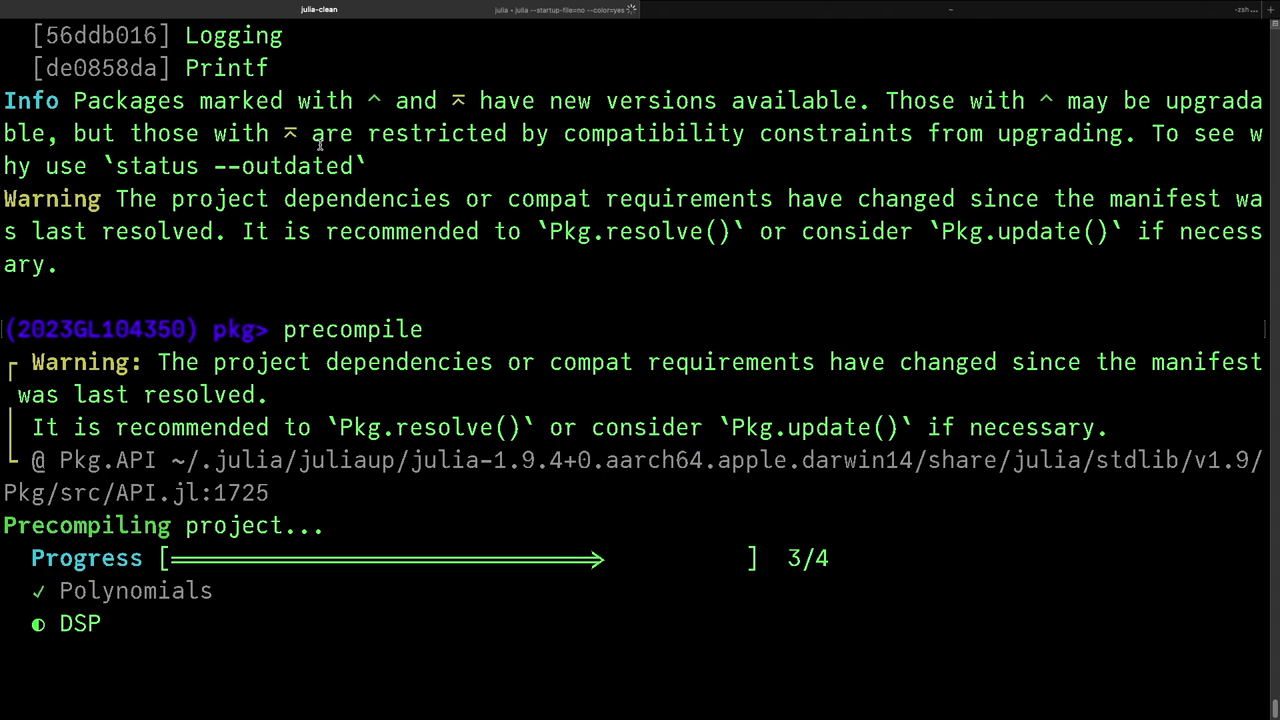 julia-clean
julia • julia --startup-file=no --color=yes
~
-zsh...
[56ddb016] Logging
[de0858da] Printf
Info Packages marked with ^ and ⌅ have new versions available. Those with ^ may be upgrada
ble, but those with ⌅ are restricted by compatibility constraints from upgrading. To see w
hy use `status --outdated`
Warning The project dependencies or compat requirements have changed since the manifest wa
s last resolved. It is recommended to `Pkg.resolve()` or consider `Pkg.update()` if necess
ary.
(2023GL104350) pkg> precompile
┌ Warning: The project dependencies or compat requirements have changed since the manifest
was last resolved.
│ It is recommended to `Pkg.resolve()` or consider `Pkg.update()` if necessary.
└ @ Pkg.API ~/.julia/juliaup/julia-1.9.4+0.aarch64.apple.darwin14/share/julia/stdlib/v1.9/
Pkg/src/API.jl:1725
Precompiling project...
Progress [=======================================>          ] 3/4
✓ Polynomials
◐ DSP